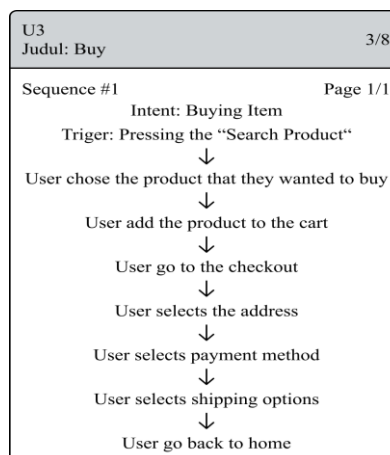 U3
3/8
Judul: Buy
Sequence #1 Page 1/1
Intent: Buying Item
Triger: Pressing the “Search Product“
↓
User chose the product that they wanted to buy
↓
User add the product to the cart
↓
User go to the checkout
↓
User selects the address
↓
User selects payment method
↓
User selects shipping options
↓
User go back to home